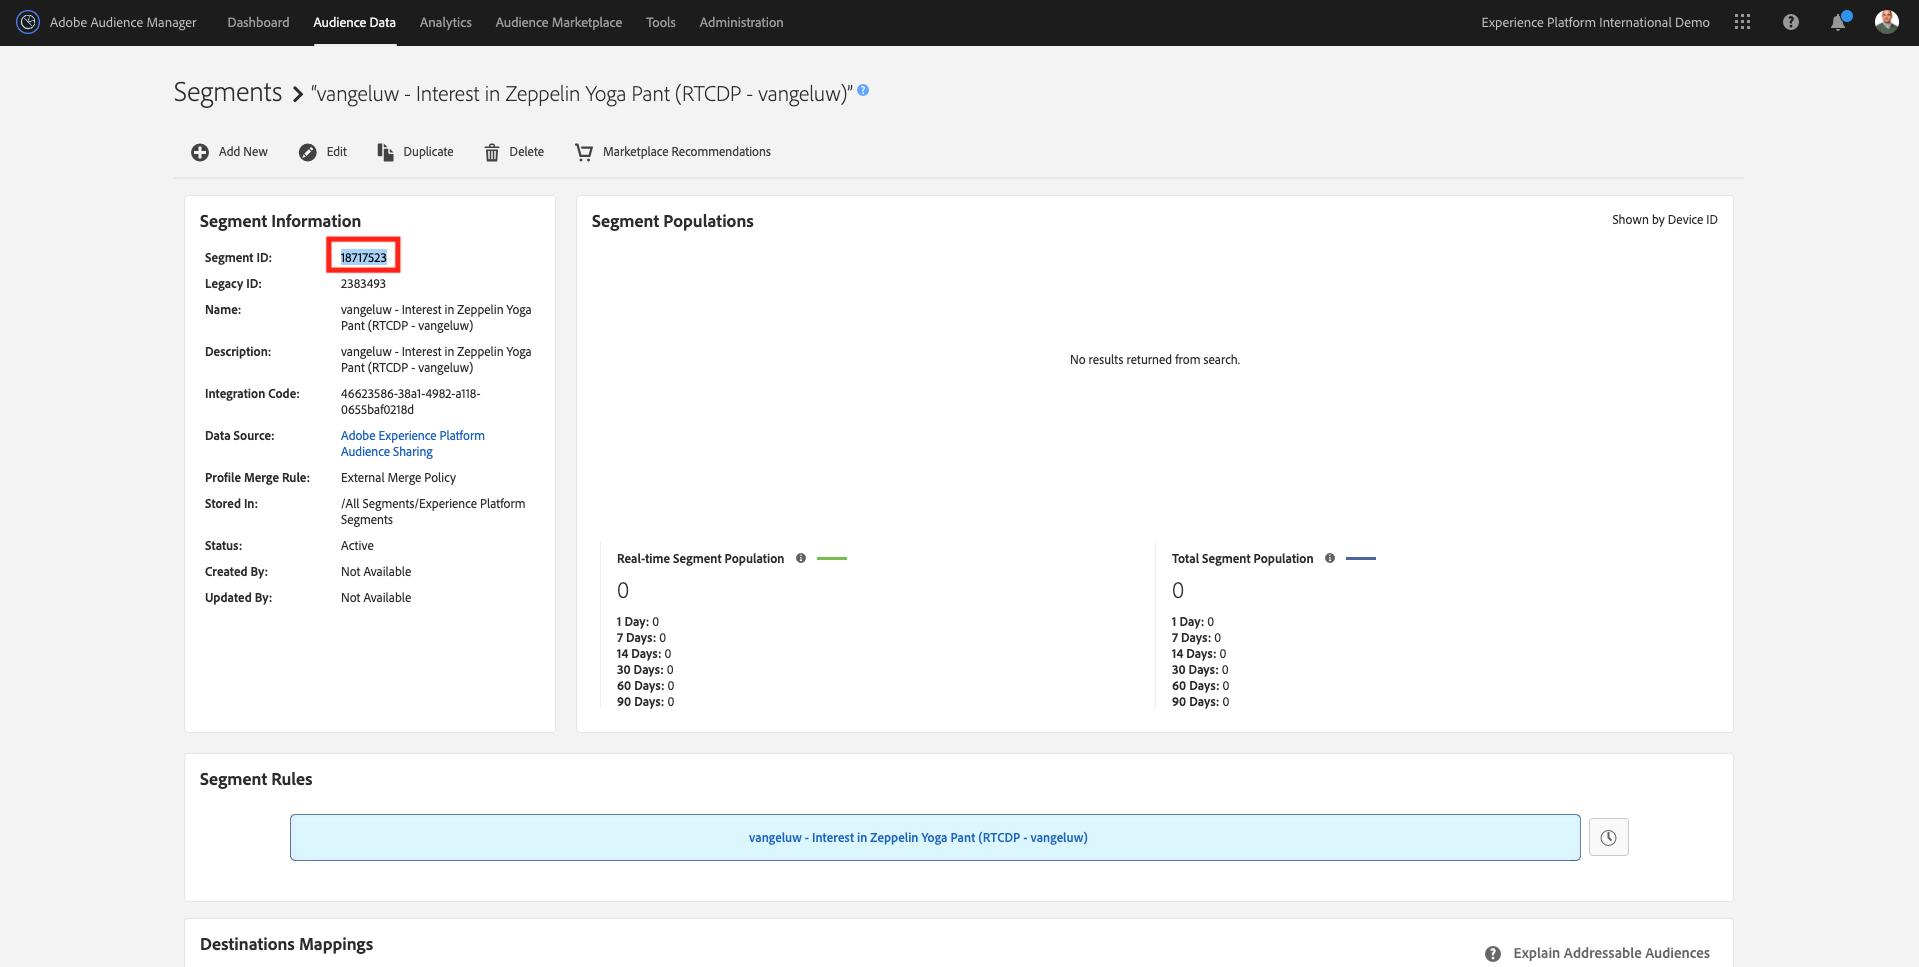 Adobe Audience Manager Dashboard Audience Data Analytics Audience Marketplace Tools Administration Experience Platform International Demo
Segments > “vangeluw - Interest in Zeppelin Yoga Pant (RTCDP - vangeluw)” ?
Add New Edit Duplicate Delete Marketplace Recommendations
Segment Information
Segment ID: 18717523
Legacy ID: 2383493
Name: vangeluw - Interest in Zeppelin Yoga
Pant (RTCDP - vangeluw)
Description: vangeluw - Interest in Zeppelin Yoga
Pant (RTCDP - vangeluw)
Integration Code: 46623586-38a1-4982-a118-
0655baf0218d
Data Source: Adobe Experience Platform
Audience Sharing
Profile Merge Rule: External Merge Policy
Stored In: /All Segments/Experience Platform
Segments
Status: Active
Created By: Not Available
Updated By: Not Available
Segment Populations Shown by Device ID
No results returned from search.
Real-time Segment Population
0
1 Day: 0
7 Days: 0
14 Days: 0
30 Days: 0
60 Days: 0
90 Days: 0
Total Segment Population
0
1 Day: 0
7 Days: 0
14 Days: 0
30 Days: 0
60 Days: 0
90 Days: 0
Segment Rules
vangeluw - Interest in Zeppelin Yoga Pant (RTCDP - vangeluw)
Destinations Mappings
? Explain Addressable Audiences